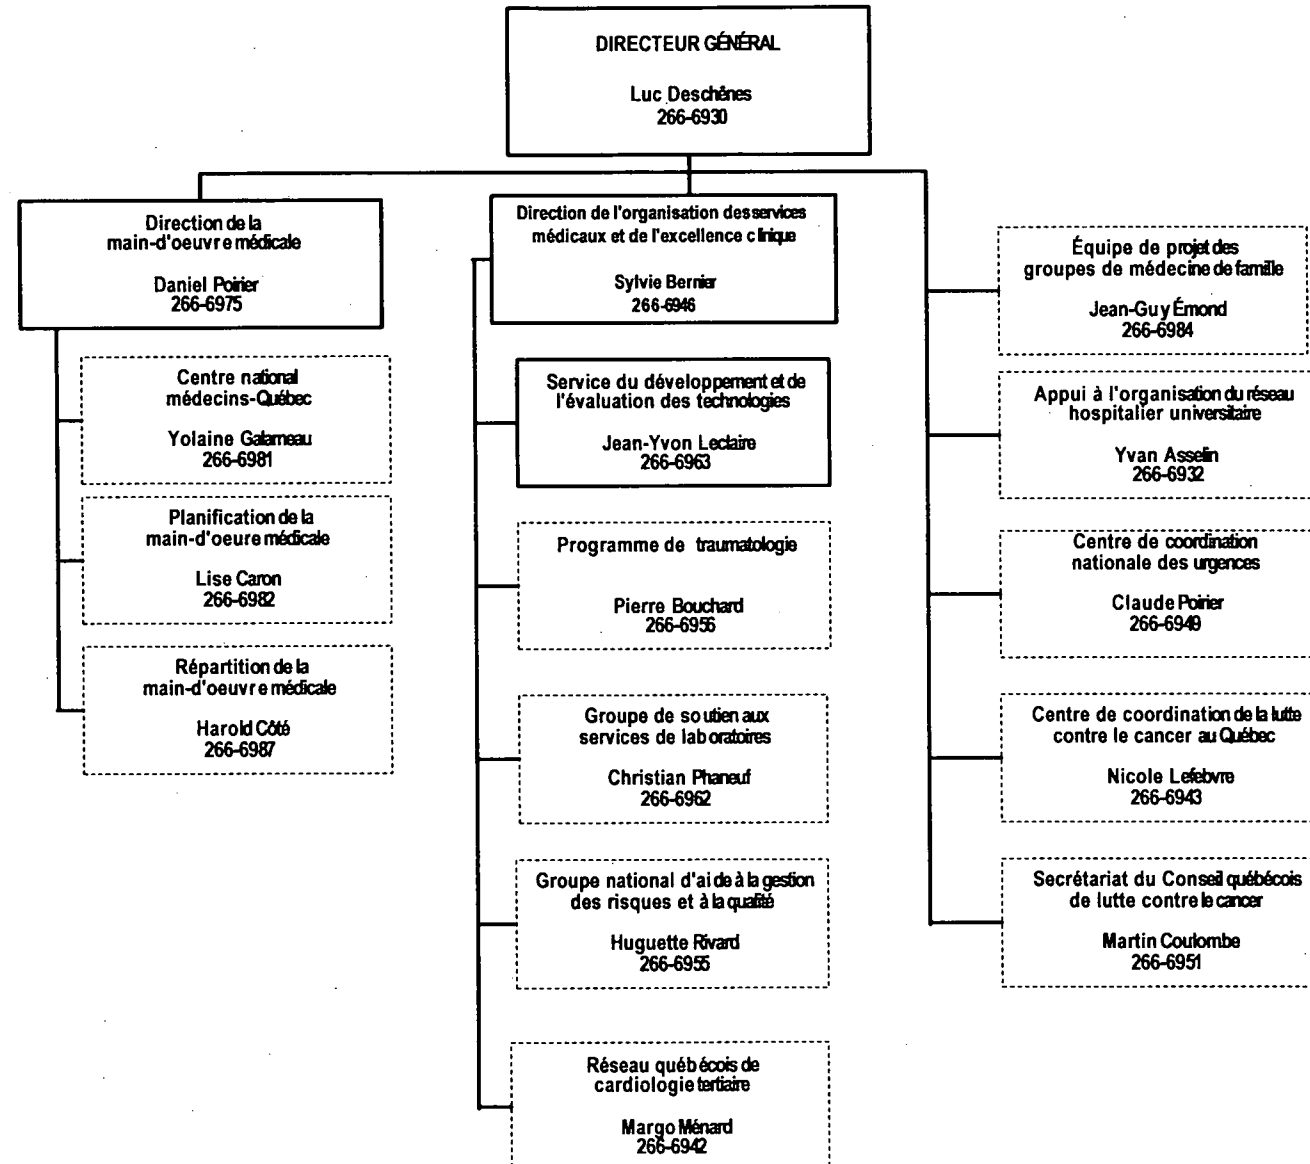 DIRECTEUR GÉNÉRAL
Luc Deschênes
266-6930
Direction de la
main-d'oeuvre médicale
Daniel Poirier
266-6975
Centre national
médecins-Québec
Yolaine Galarneau
266-6981
Planification de la
main-d'oeure médicale
Lise Caron
266-6982
Répartition de la
main-d'oeuvre médicale
Harold Côté
266-6987
Direction de l'organisation des services
médicaux et de l'excellence clinique
Sylvie Bernier
266-6946
Service du développement et de
l'évaluation des technologies
Jean-Yvon Leclaire
266-6963
Programme de traumatologie
Pierre Bouchard
266-6956
Groupe de soutien aux
services de laboratoires
Christian Phaneuf
266-6962
Groupe national d'aide à la gestion
des risques et à la qualité
Huguette Rivard
266-6955
Réseau québécois de
cardiologie tertiaire
Margo Ménard
266-6942
Équipe de projet des
groupes de médecine de famille
Jean-Guy Émond
266-6984
Appui à l'organisation du réseau
hospitalier universitaire
Yvan Asselin
266-6932
Centre de coordination
nationale des urgences
Claude Poirier
266-6949
Centre de coordination de la lutte
contre le cancer au Québec
Nicole Lefebvre
266-6943
Secrétariat du Conseil québécois
de lutte contre le cancer
Martin Coulombe
266-6951